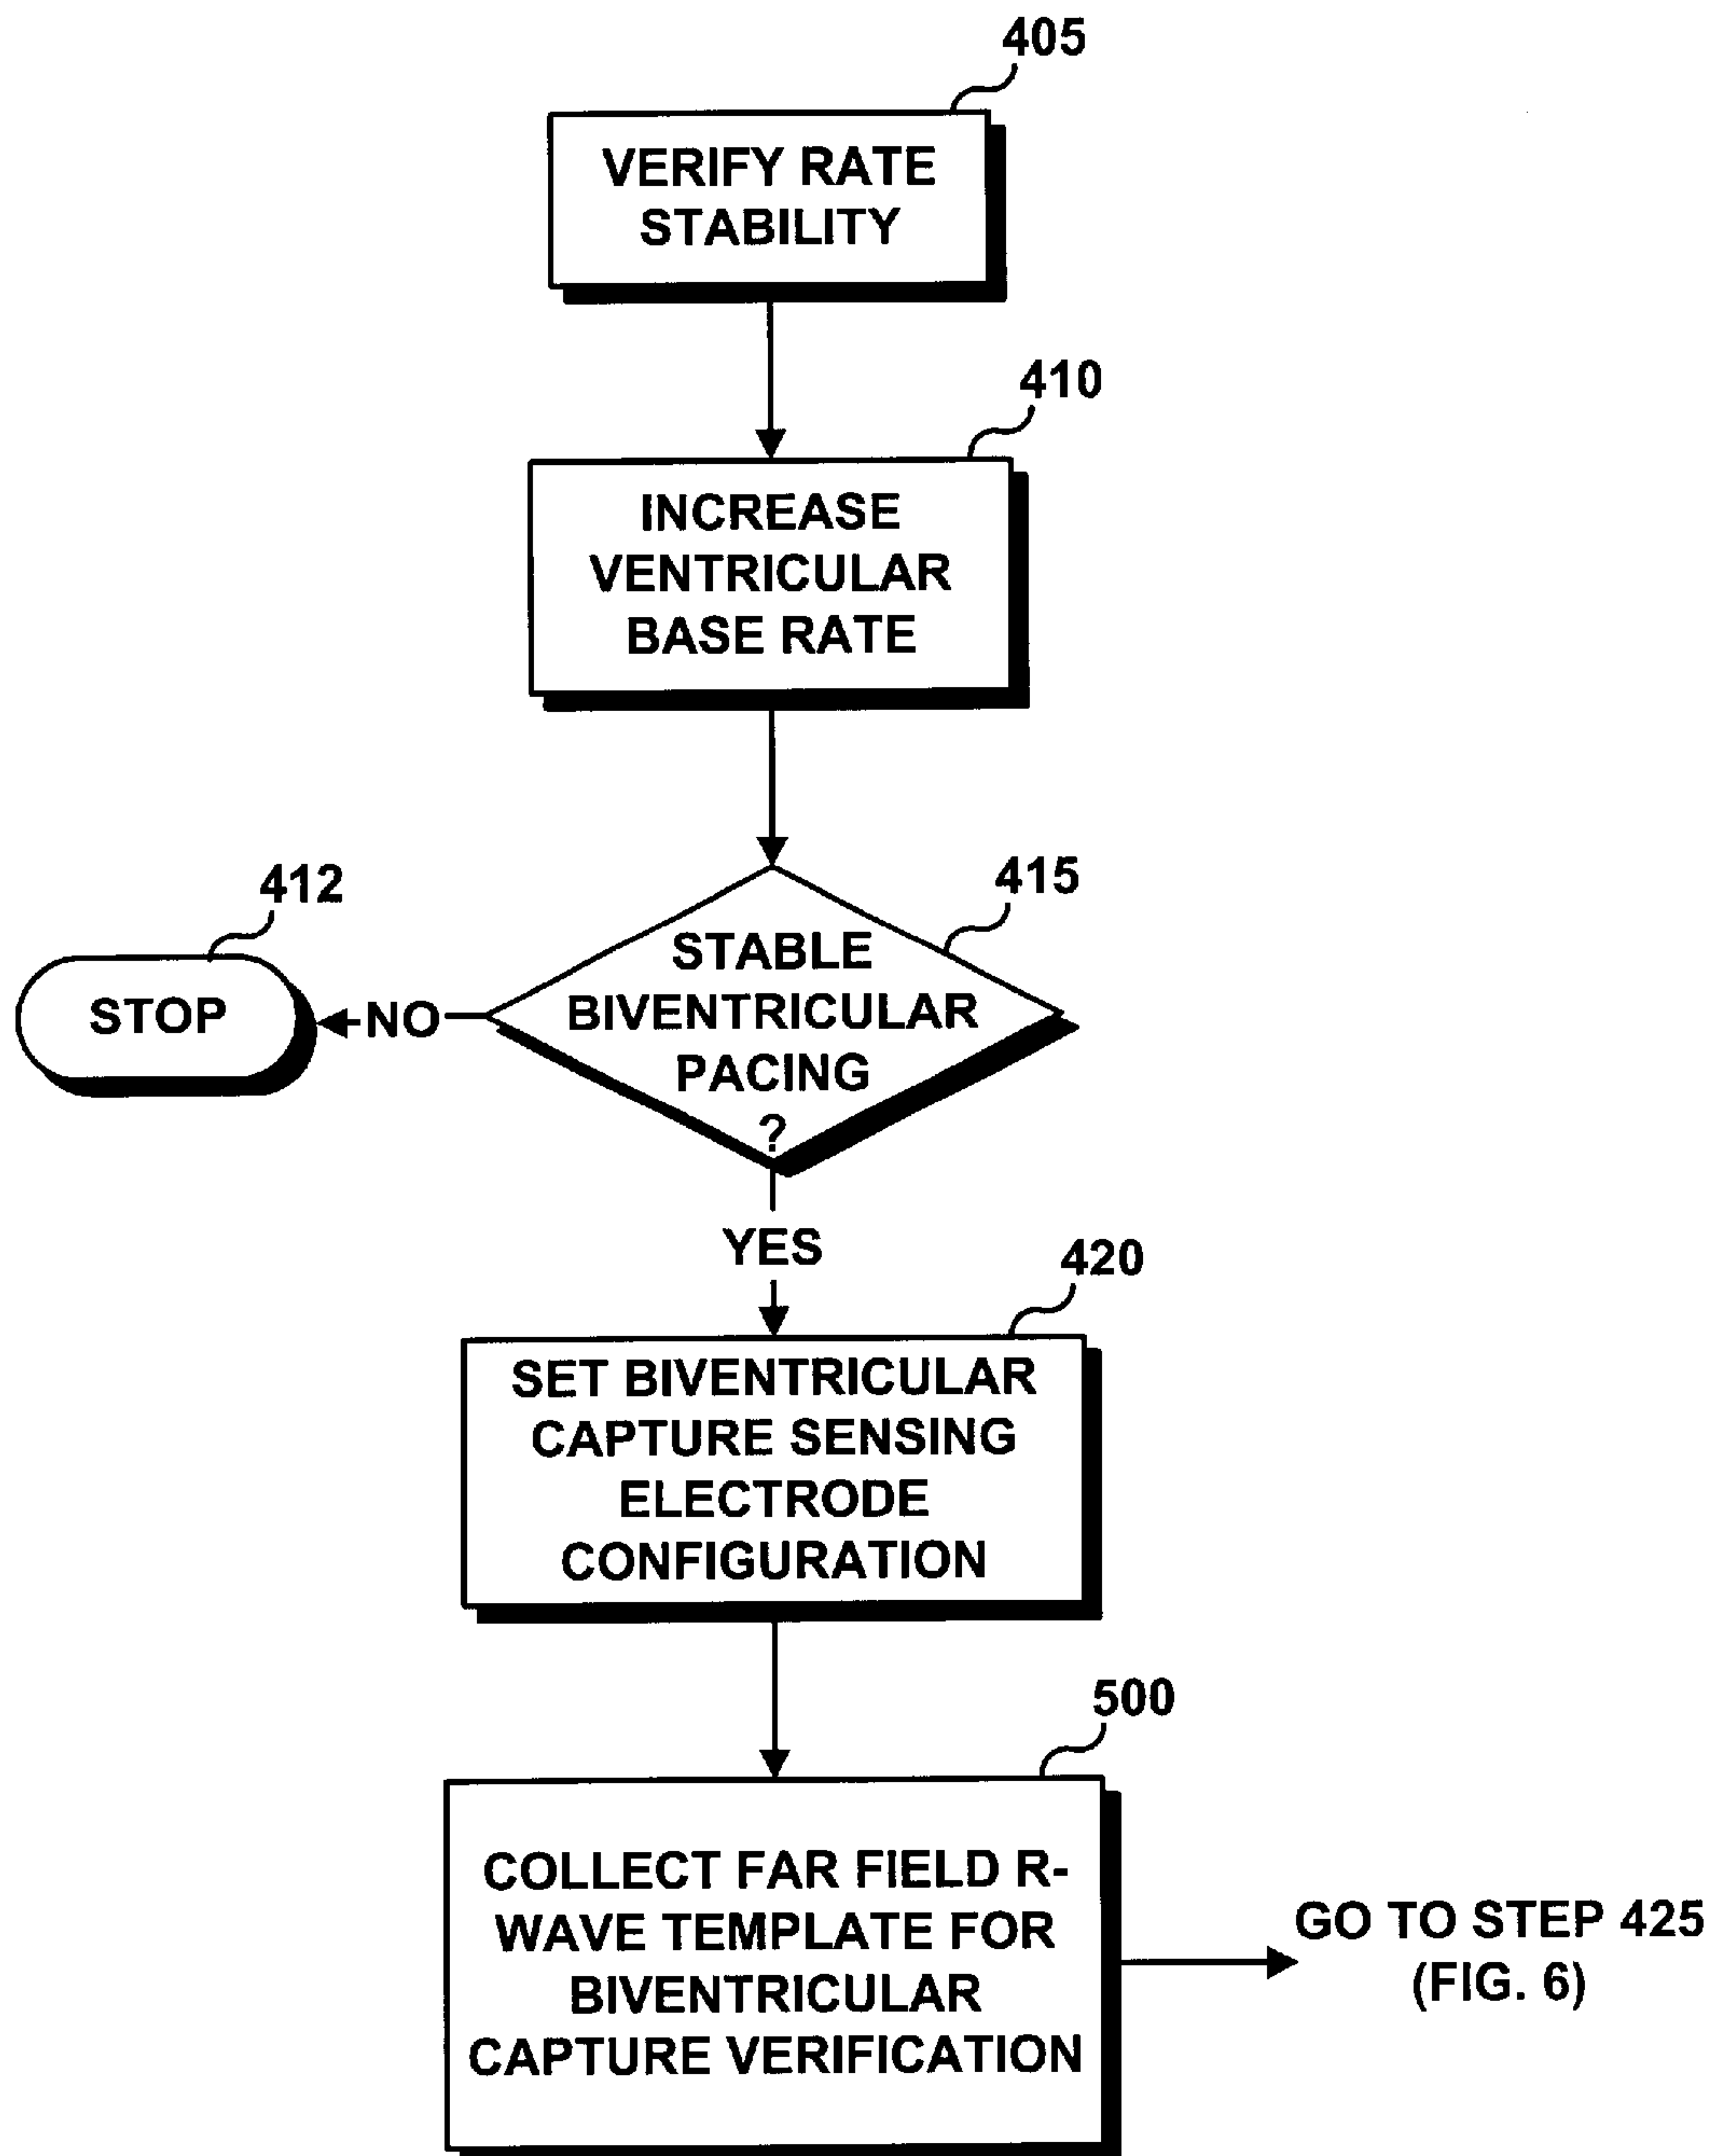 405
VERIFY RATE
STABILITY
410
INCREASE
VENTRICULAR
BASE RATE
415
STABLE
BIVENTRICULAR
PACING
?
412
STOP
NO
YES
420
SET BIVENTRICULAR
CAPTURE SENSING
ELECTRODE
CONFIGURATION
500
COLLECT FAR FIELD R-
WAVE TEMPLATE FOR
BIVENTRICULAR
CAPTURE VERIFICATION
GO TO STEP 425
(FIG. 6)